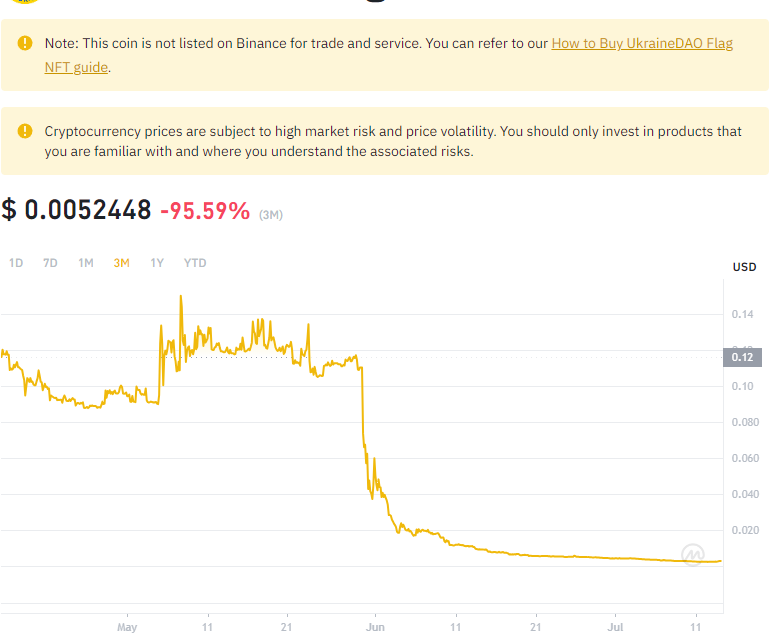 Note: This coin is not listed on Binance for trade and service. You can refer to our How to Buy UkraineDAO Flag
NFT guide.
Cryptocurrency prices are subject to high market risk and price volatility. You should only invest in products that
you are familiar with and where you understand the associated risks.
$ 0.0052448 -95.59% (3M)
1D 7D 1M 3M 1Y YTD
USD
0.14
0.12
0.10
0.080
0.060
0.040
0.020
May 11 21 Jun 11 21 Jul 11